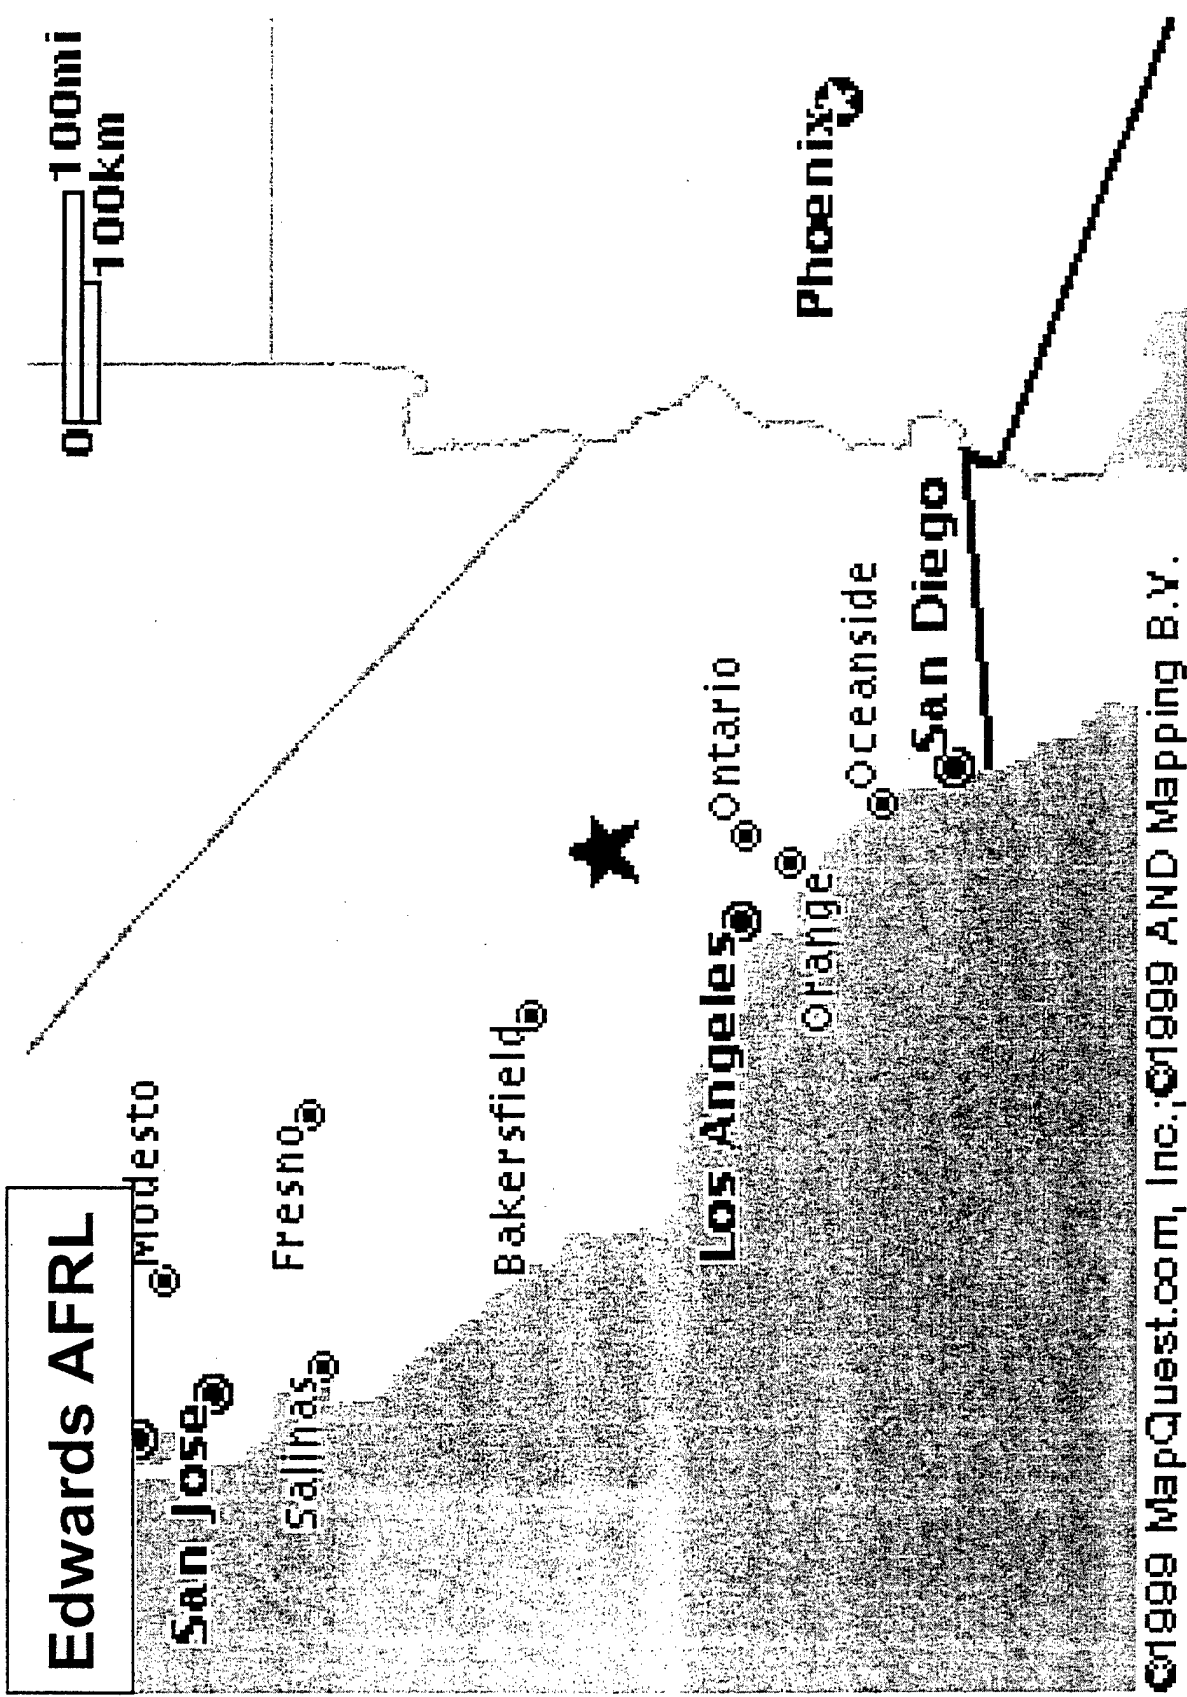 Edwards AFRL
0 100mi
100km
Modesto
San Jose
Fresno
Salinas
Bakersfield
Los Angeles
Ontario
Orange
Oceanside
San Diego
Phoenix
©1999 MapQuest.com, Inc.;©1999 AND Mapping B.V.